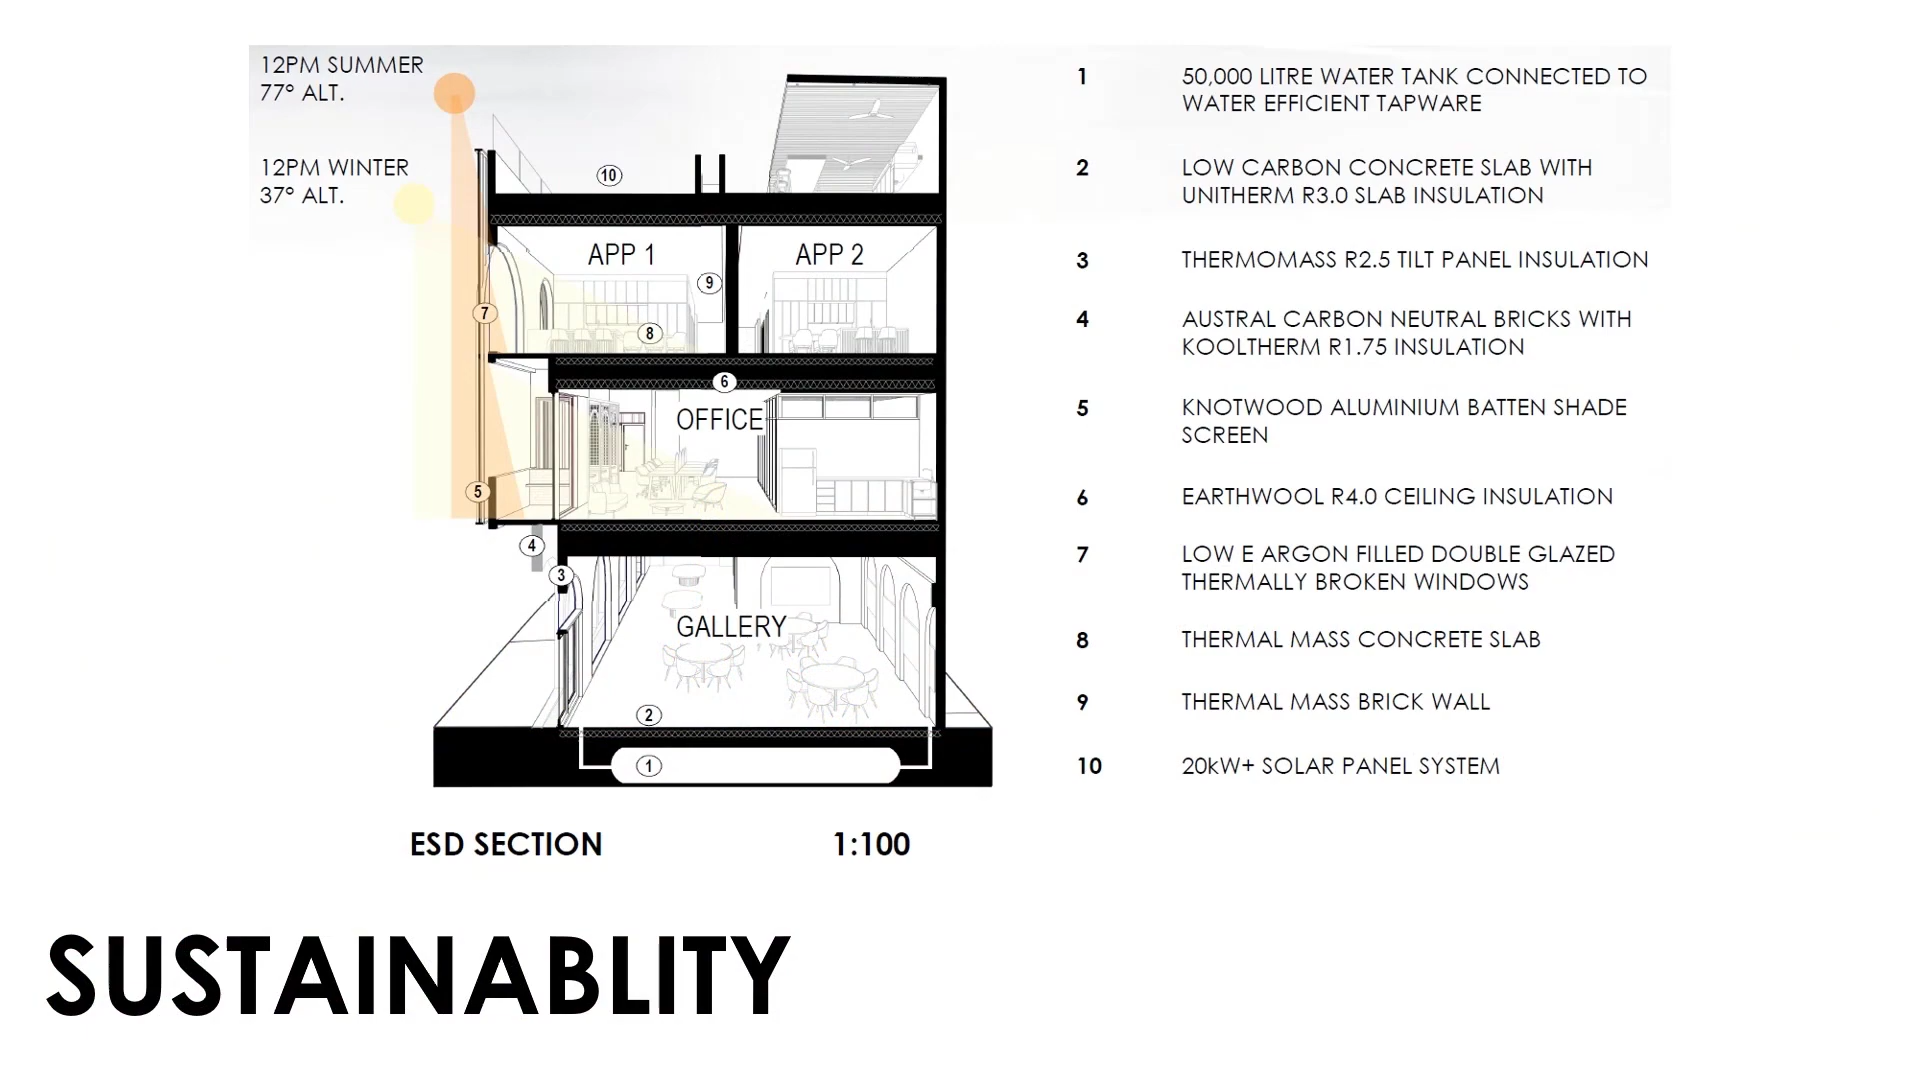 12PM SUMMER
77° ALT.
12PM WINTER
37° ALT.
10
APP 1
APP 2
9
7
8
6
OFFICE
5
4
3
GALLERY
2
1
ESD SECTION 1:100
1 50,000 LITRE WATER TANK CONNECTED TO
WATER EFFICIENT TAPWARE
2 LOW CARBON CONCRETE SLAB WITH
UNITHERM R3.0 SLAB INSULATION
3 THERMOMASS R2.5 TILT PANEL INSULATION
4 AUSTRAL CARBON NEUTRAL BRICKS WITH
KOOLTHERM R1.75 INSULATION
5 KNOTWOOD ALUMINIUM BATTEN SHADE
SCREEN
6 EARTHWOOL R4.0 CEILING INSULATION
7 LOW E ARGON FILLED DOUBLE GLAZED
THERMALLY BROKEN WINDOWS
8 THERMAL MASS CONCRETE SLAB
9 THERMAL MASS BRICK WALL
10 20kW+ SOLAR PANEL SYSTEM
SUSTAINABLITY